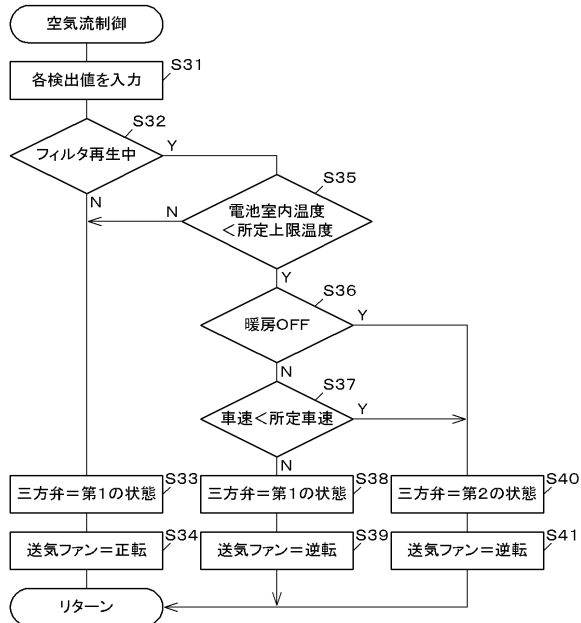 空気流制御
S31
各検出値を入力
S32
フィルタ再生中
Y
N
S35
電池室内温度
<所定上限温度
N
Y
S36
暖房OFF
Y
N
S37
車速<所定車速
Y
N
S33
三方弁=第1の状態
S38
三方弁=第1の状態
S40
三方弁=第2の状態
S34
送気ファン=正転
S39
送気ファン=逆転
S41
送気ファン=逆転
リターン